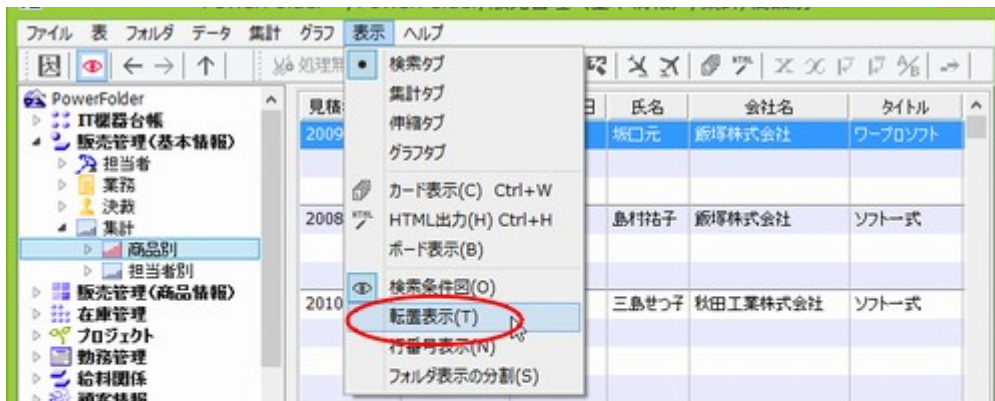 ファイル 表 フォルダ データ 集計 グラフ 表示 ヘルプ
検索タブ
集計タブ
伸縮タブ
グラフタブ
カード表示(C) Ctrl+W
HTML出力(H) Ctrl+H
ボード表示(B)
検索条件図(O)
転置表示(T)
行番号表示(N)
フォルダ表示の分割(S)
PowerFolder
IT機器台帳
販売管理(基本情報)
担当者
業務
決裁
集計
商品別
担当者別
販売管理(商品情報)
在庫管理
プロジェクト
勤務管理
給料関係
顧客情報
見積 日 氏名 会社名 タイトル
2009 坂口元 飯塚株式会社 ワープロソフト
2008 島村祐子 飯塚株式会社 ソフト一式
2010 三島せつ子 秋田工業株式会社 ソフト一式